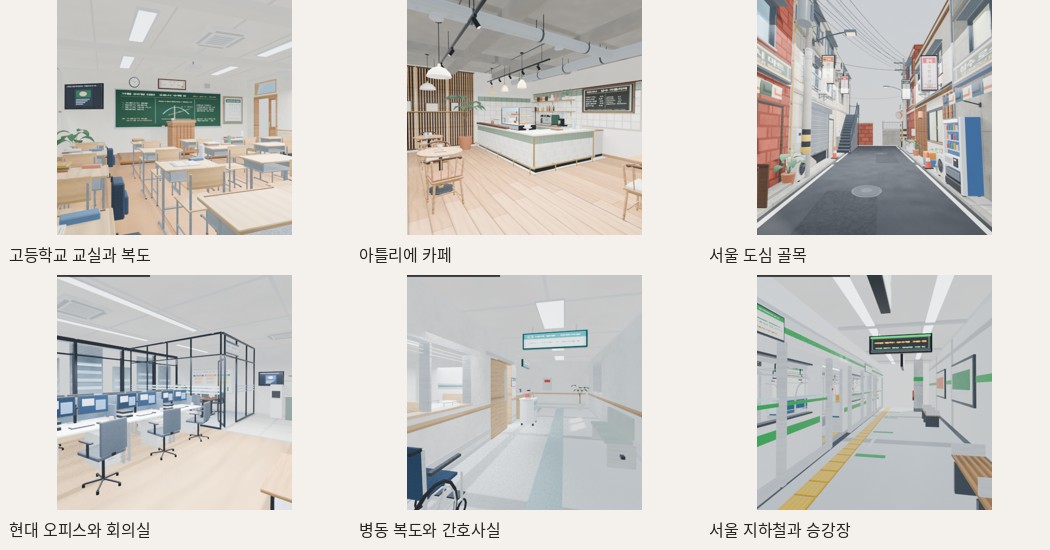 고등학교 교실과 복도
아틀리에 카페
서울 도심 골목
현대 오피스와 회의실
병동 복도와 간호사실
서울 지하철과 승강장